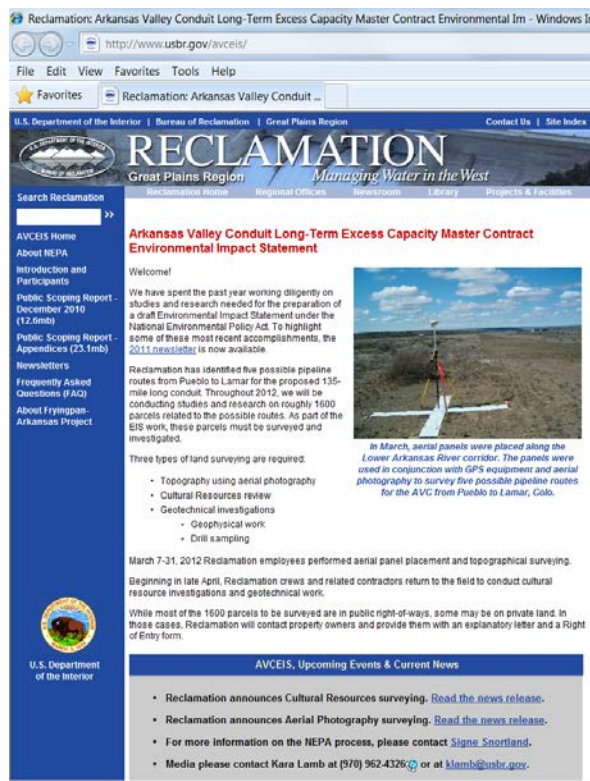 Reclamation: Arkansas Valley Conduit Long-Term Excess Capacity Master Contract Environmental Im - Windows I
http://www.usbr.gov/avceis/
File Edit View Favorites Tools Help
Favorites
Reclamation: Arkansas Valley Conduit ...
U.S. Department of the Interior | Bureau of Reclamation | Great Plains Region
Contact Us | Site Index
RECLAMATION
Great Plains Region
Managing Water in the West
Reclamation Home Regional Offices Newsroom Library Projects & Facilities
Search Reclamation
AVCEIS Home
About NEPA
Introduction and
Participants
Public Scoping Report -
December 2010
(12.6mb)
Public Scoping Report -
Appendices (23.1mb)
Newsletters
Frequently Asked
Questions (FAQ)
About Fryingpan-
Arkansas Project
U.S. Department
of the Interior
Arkansas Valley Conduit Long-Term Excess Capacity Master Contract
Environmental Impact Statement
Welcome!
We have spent the past year working diligently on
studies and research needed for the preparation of
a draft Environmental Impact Statement under the
National Environmental Policy Act. To highlight
some of these most recent accomplishments, the
2011 newsletter is now available.
Reclamation has identified five possible pipeline
routes from Pueblo to Lamar for the proposed 135-
mile long conduit. Throughout 2012, we will be
conducting studies and research on roughly 1600
parcels related to the possible routes. As part of the
EIS work, these parcels must be surveyed and
investigated.
Three types of land surveying are required:
• Topography using aerial photography
• Cultural Resources review
• Geotechnical investigations
• Geophysical work
• Drill sampling
In March, aerial panels were placed along the
Lower Arkansas River corridor. The panels were
used in conjunction with GPS equipment and aerial
photography to survey five possible pipeline routes
for the AVC from Pueblo to Lamar, Colo.
March 7-31, 2012 Reclamation employees performed aerial panel placement and topographical surveying.
Beginning in late April, Reclamation crews and related contractors return to the field to conduct cultural
resource investigations and geotechnical work.
While most of the 1600 parcels to be surveyed are in public right-of-ways, some may be on private land. In
those cases, Reclamation will contact property owners and provide them with an explanatory letter and a Right
of Entry form.
AVCEIS, Upcoming Events & Current News
• Reclamation announces Cultural Resources surveying. Read the news release.
• Reclamation announces Aerial Photography surveying. Read the news release.
• For more information on the NEPA process, please contact Signe Snortland.
• Media please contact Kara Lamb at (970) 962-4326 or at klamb@usbr.gov.